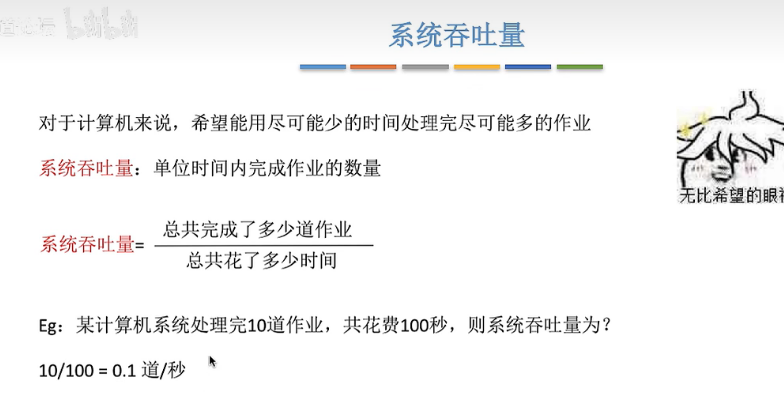 系统吞吐量
对于计算机来说，希望能用尽可能少的时间处理完尽可能多的作业
系统吞吐量：单位时间内完成作业的数量
系统吞吐量=
总共完成了多少道作业
总共花了多少时间
无比希望的眼
Eg：某计算机系统处理完10道作业，共花费100秒，则系统吞吐量为？
10/100 = 0.1 道/秒